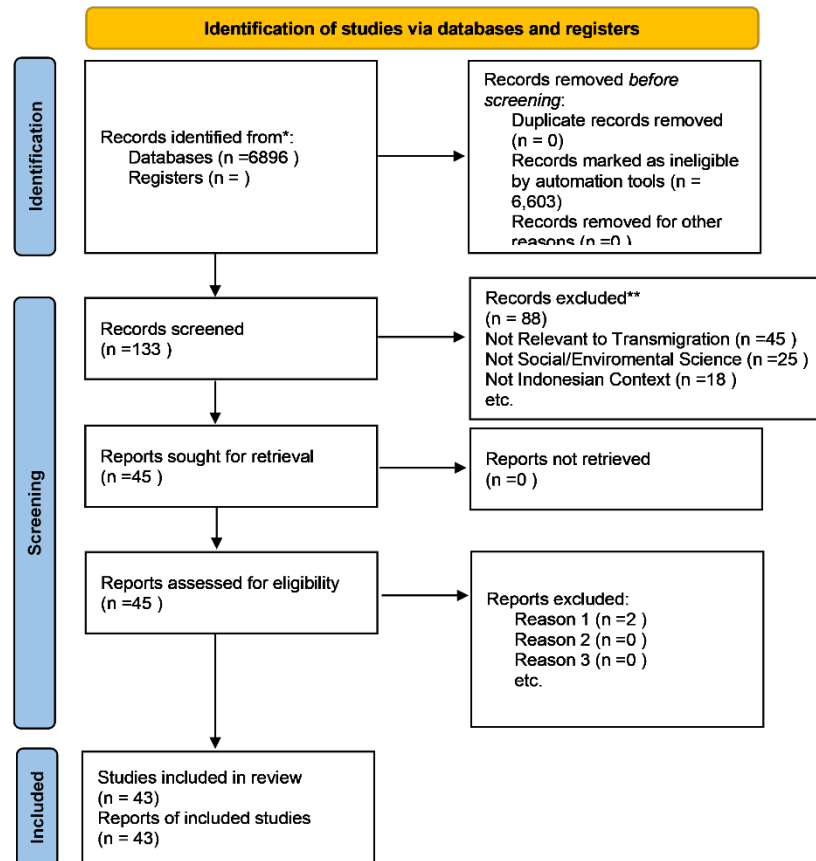 Identification of studies via databases and registers
Identification
Records identified from*:
Databases (n =6896 )
Registers (n = )
Records removed before
screening:
Duplicate records removed
(n = 0)
Records marked as ineligible
by automation tools (n =
6,603)
Records removed for other
reasons (n =0 )
Screening
Records screened
(n =133 )
Records excluded**
(n = 88)
Not Relevant to Transmigration (n =45 )
Not Social/Enviromental Science (n =25 )
Not Indonesian Context (n =18 )
etc.
Reports sought for retrieval
(n =45 )
Reports not retrieved
(n =0 )
Reports assessed for eligibility
(n =45 )
Reports excluded:
Reason 1 (n =2 )
Reason 2 (n =0 )
Reason 3 (n =0 )
etc.
Included
Studies included in review
(n = 43)
Reports of included studies
(n = 43)